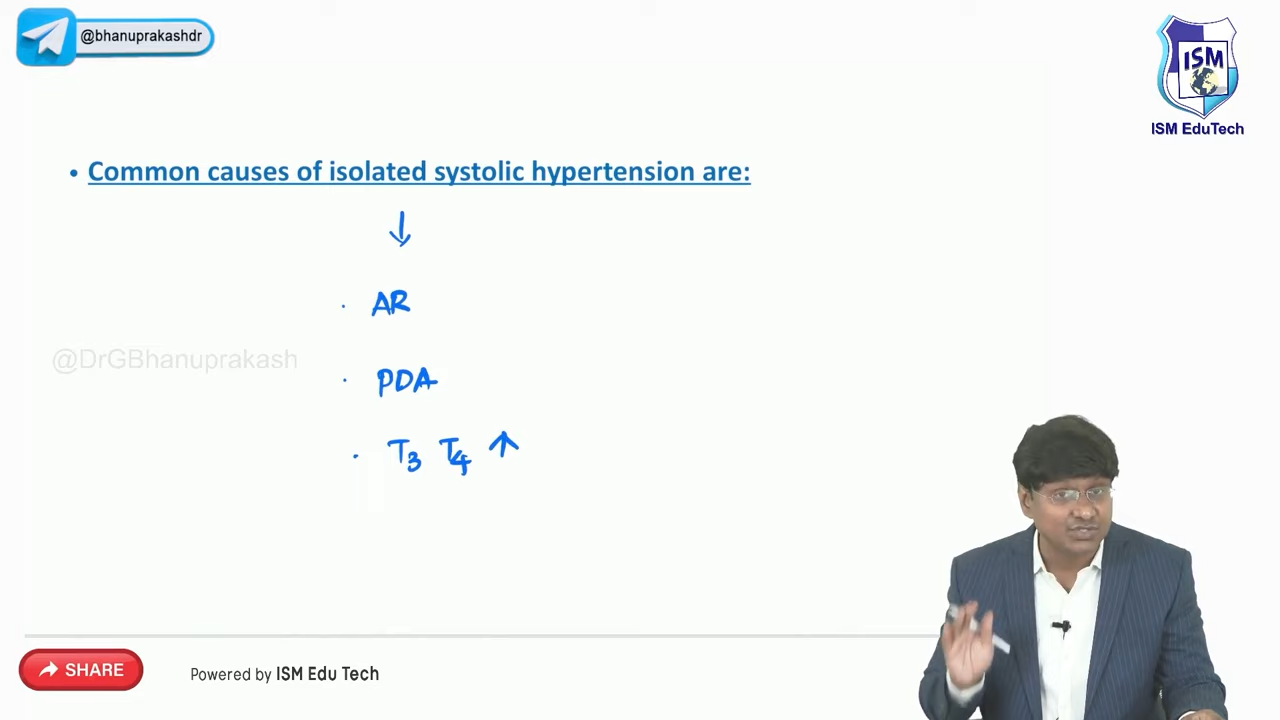 @bhanuprakashdr
ISM
ISM EduTech
• Common causes of isolated systolic hypertension are:
↓
· AR
@DrGBhanuprakash
· PDA
· T₃ T₄ ↑
SHARE
Powered by ISM Edu Tech